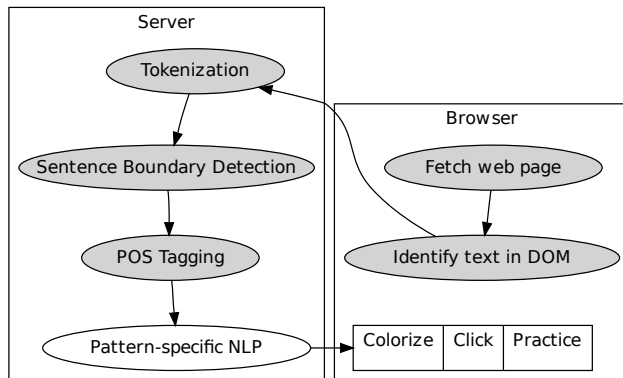 Server
Tokenization
Sentence Boundary Detection
POS Tagging
Pattern-specific NLP
Browser
Fetch web page
Identify text in DOM
Colorize
Click
Practice